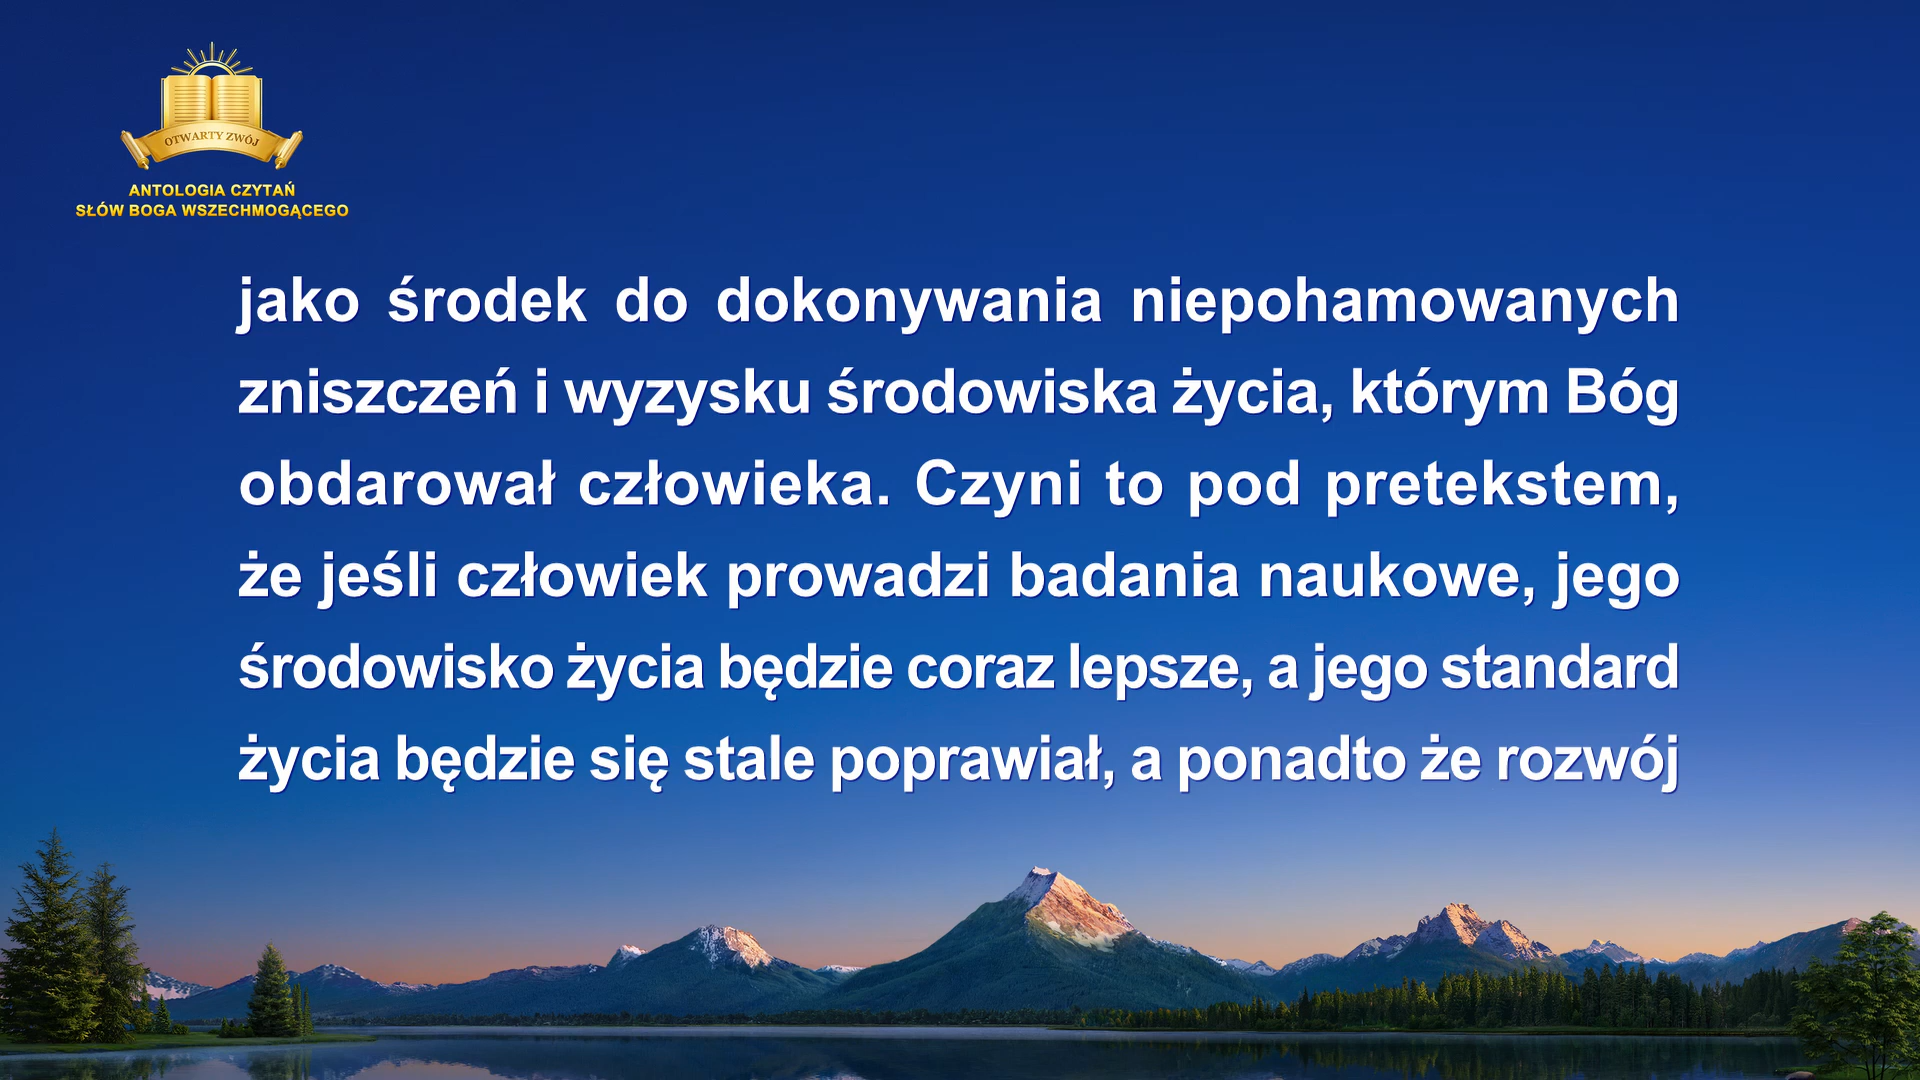 OTWARTY ZWÓJ
ANTOLOGIA CZYTAŃ
SŁÓW BOGA WSZECHMOGĄCEGO
jako środek do dokonywania niepohamowanych
zniszczeń i wyzysku środowiska życia, którym Bóg
obdarował człowieka. Czyni to pod pretekstem,
że jeśli człowiek prowadzi badania naukowe, jego
środowisko życia będzie coraz lepsze, a jego standard
życia będzie się stale poprawiał, a ponadto że rozwój